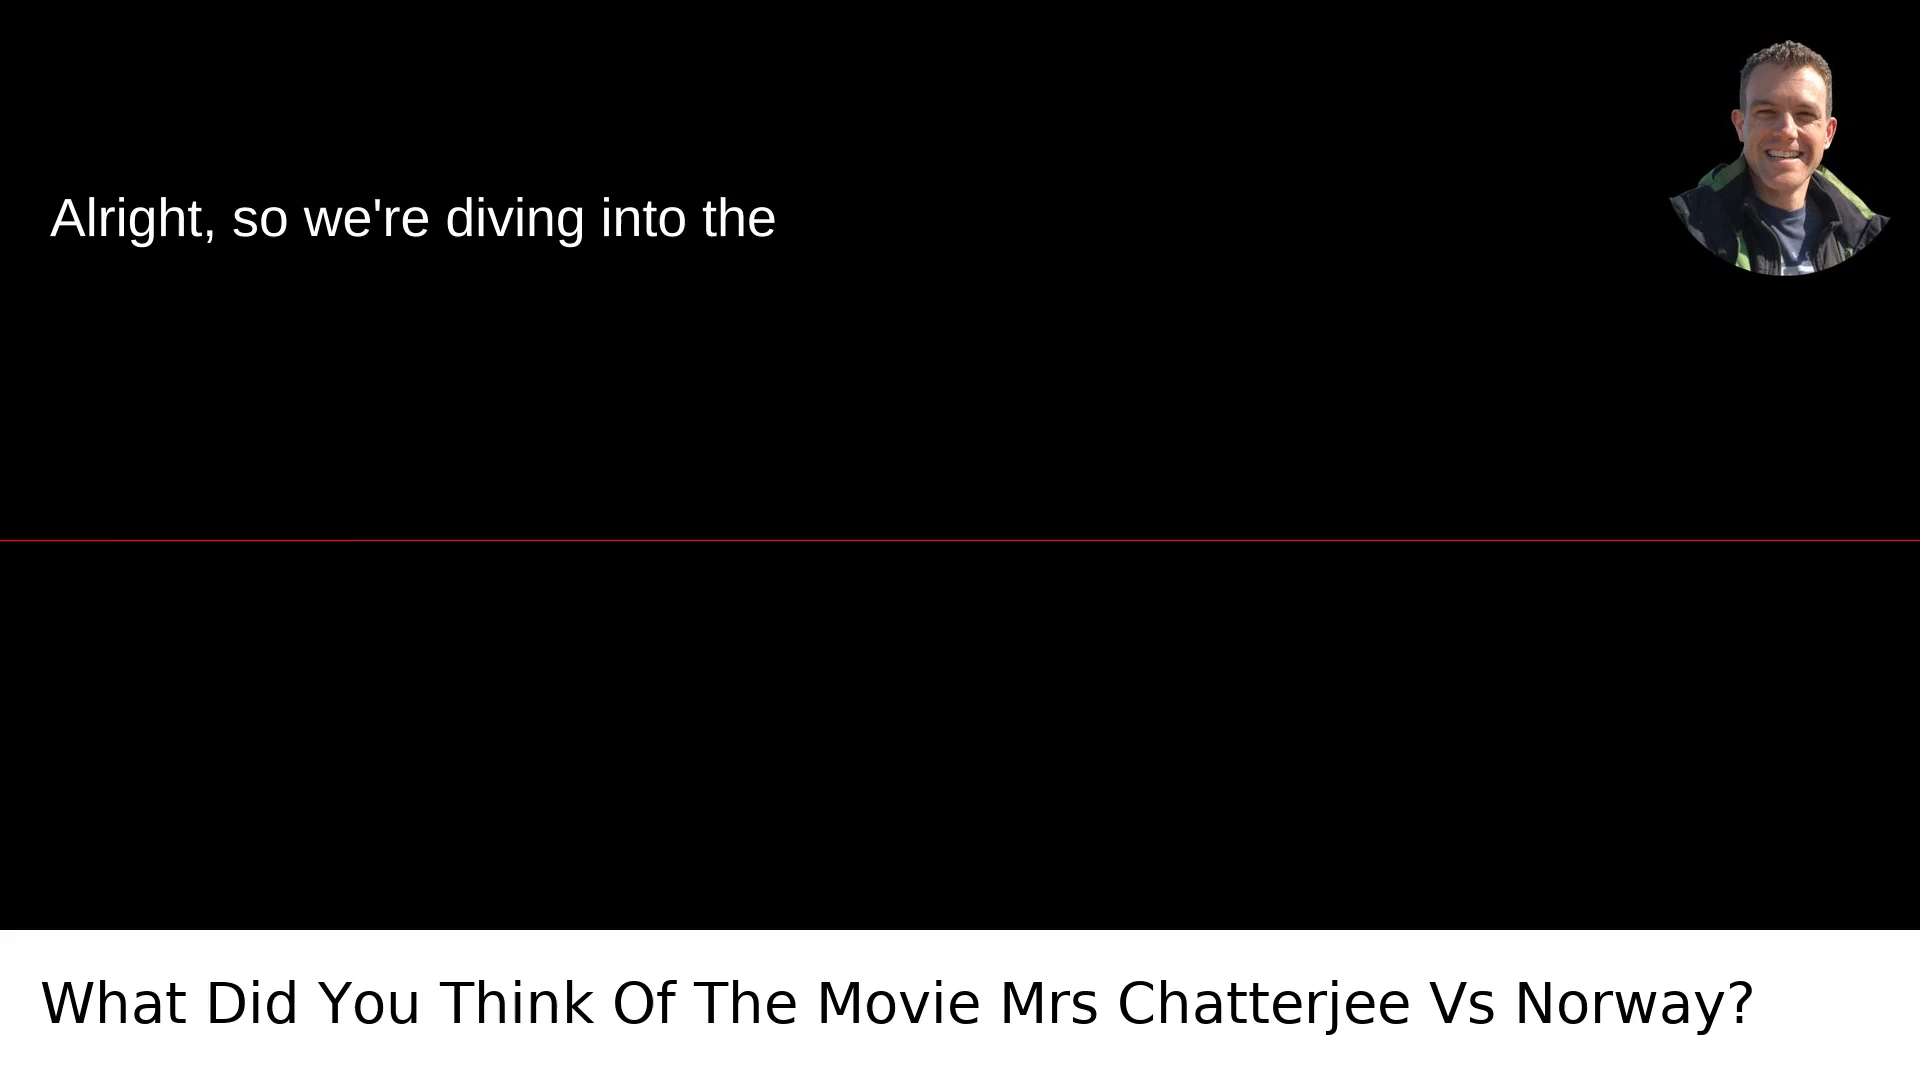 Alright, so we're diving into the
What Did You Think Of The Movie Mrs Chatterjee Vs Norway?